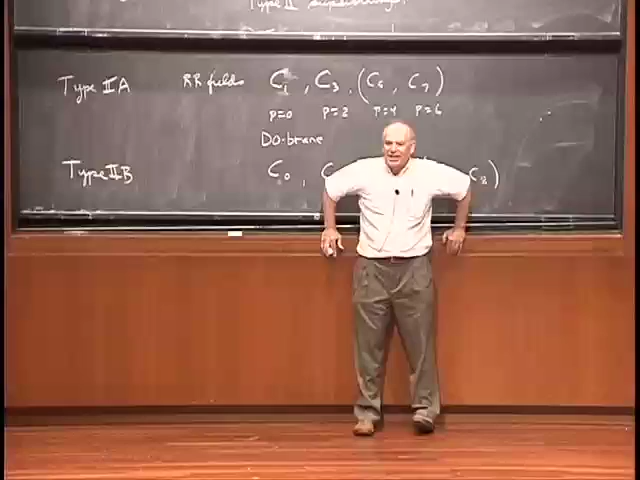 Type II superstrings.
Type IIA RR fields C₁, C₃, (C₅, C₇)
P=0 P=2 P=4 P=6
D0-brane
Type IIB C₀, C C₈)